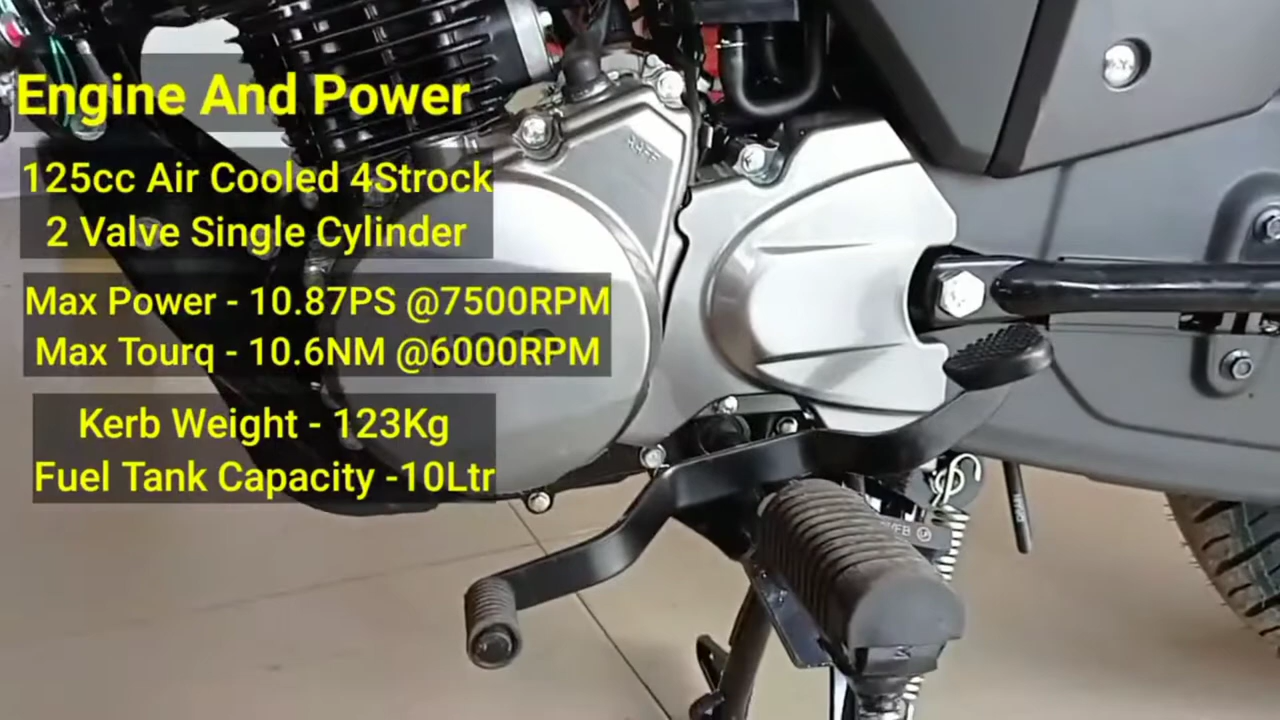 Engine And Power
125cc Air Cooled 4Strock
2 Valve Single Cylinder
Max Power - 10.87PS @7500RPM
Max Tourq - 10.6NM @6000RPM
Kerb Weight - 123Kg
Fuel Tank Capacity -10Ltr